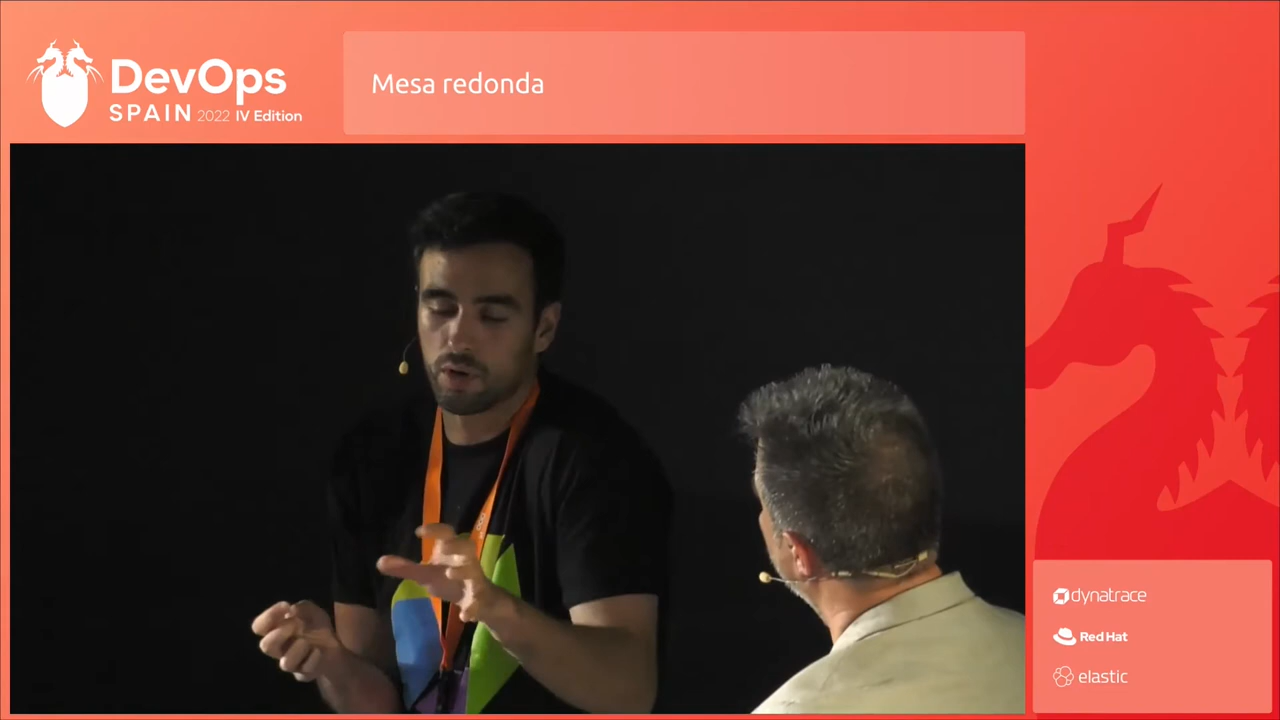 DevOps
SPAIN 2022 IV Edition
Mesa redonda
dynatrace
Red Hat
elastic